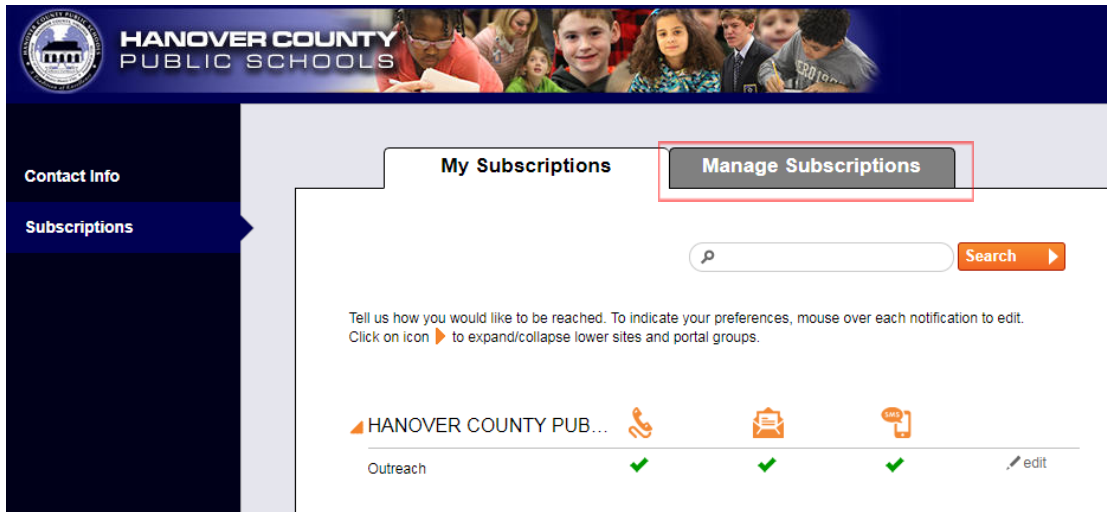 HANOVER COUNTY
PUBLIC SCHOOLS
Contact Info
Subscriptions
My Subscriptions
Manage Subscriptions
Search
Tell us how you would like to be reached. To indicate your preferences, mouse over each notification to edit.
Click on icon to expand/collapse lower sites and portal groups.
HANOVER COUNTY PUB...
SMS
Outreach
edit